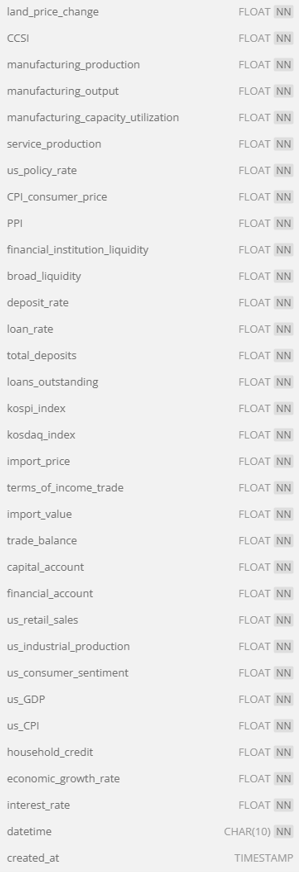 land_price_change FLOAT NN
CCSI FLOAT NN
manufacturing_production FLOAT NN
manufacturing_output FLOAT NN
manufacturing_capacity_utilization FLOAT NN
service_production FLOAT NN
us_policy_rate FLOAT NN
CPI_consumer_price FLOAT NN
PPI FLOAT NN
financial_institution_liquidity FLOAT NN
broad_liquidity FLOAT NN
deposit_rate FLOAT NN
loan_rate FLOAT NN
total_deposits FLOAT NN
loans_outstanding FLOAT NN
kospi_index FLOAT NN
kosdaq_index FLOAT NN
import_price FLOAT NN
terms_of_income_trade FLOAT NN
import_value FLOAT NN
trade_balance FLOAT NN
capital_account FLOAT NN
financial_account FLOAT NN
us_retail_sales FLOAT NN
us_industrial_production FLOAT NN
us_consumer_sentiment FLOAT NN
us_GDP FLOAT NN
us_CPI FLOAT NN
household_credit FLOAT NN
economic_growth_rate FLOAT NN
interest_rate FLOAT NN
datetime CHAR(10) NN
created_at TIMESTAMP